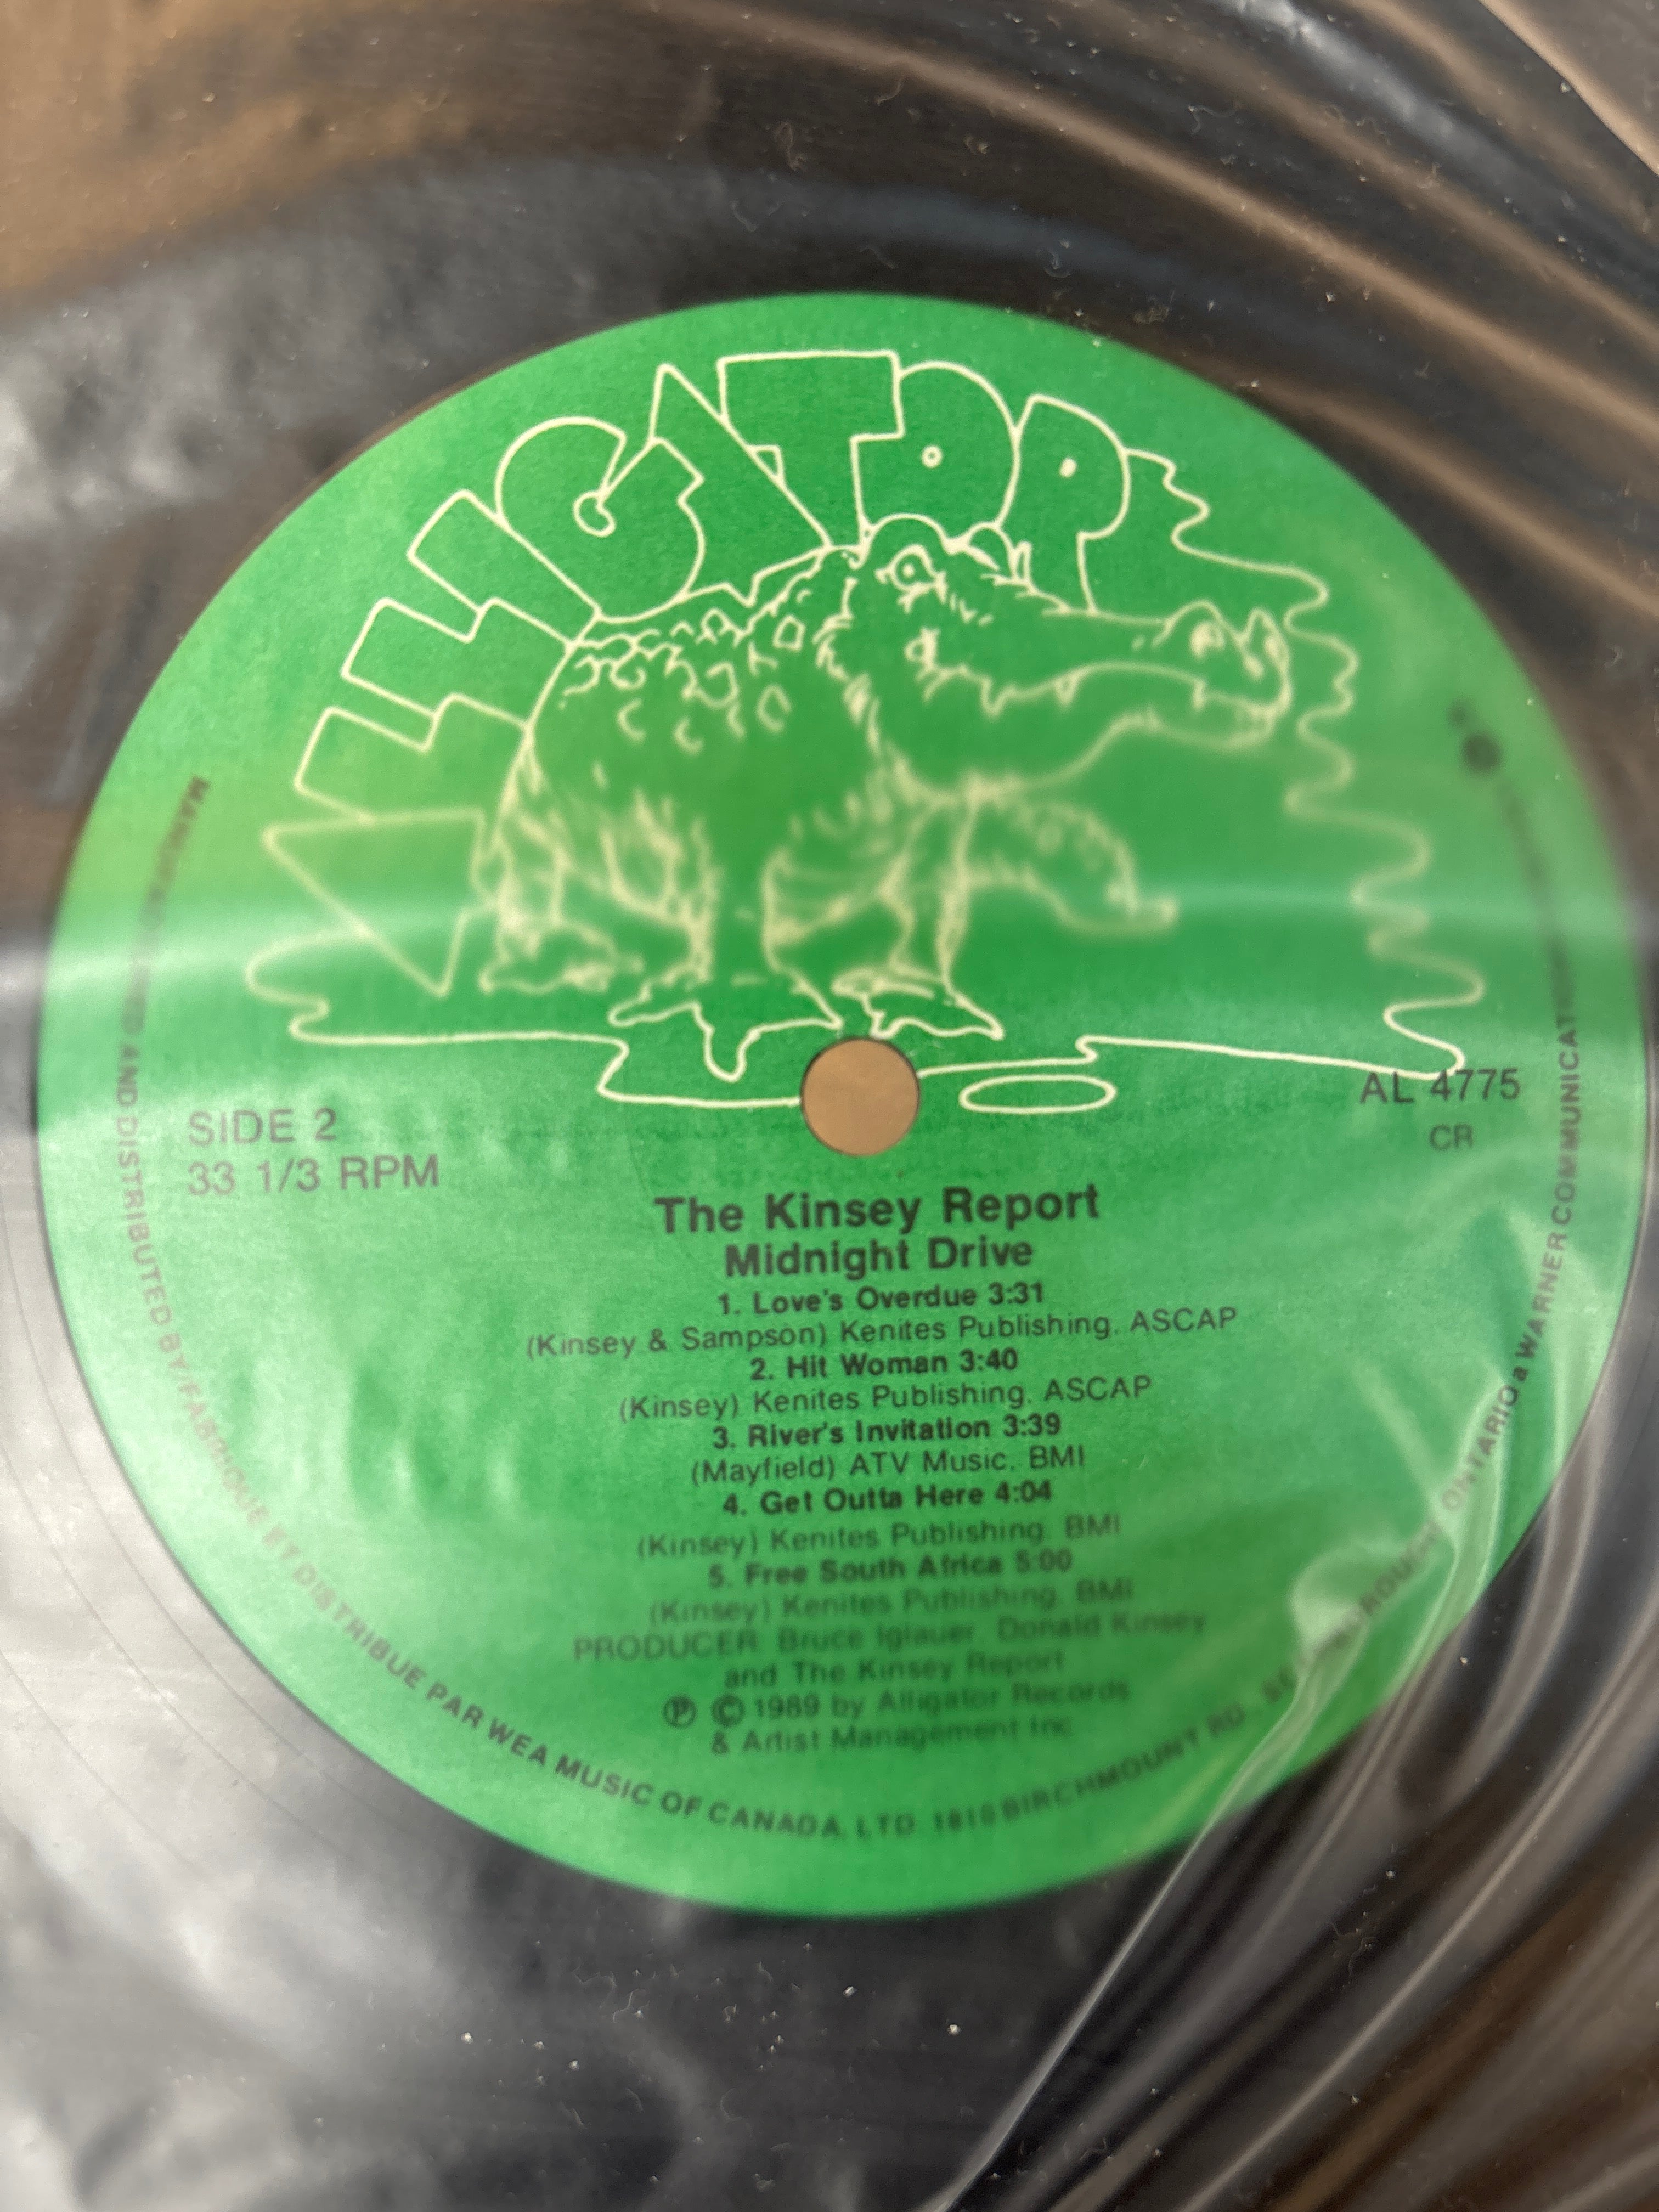 ALLIGATOR
SIDE 2
33 1/3 RPM
AL 4775
CR
The Kinsey Report
Midnight Drive
1. Love's Overdue 3:31
(Kinsey & Sampson) Kenites Publishing, ASCAP
2. Hit Woman 3:40
(Kinsey) Kenites Publishing, ASCAP
3. River's Invitation 3:39
(Mayfield) ATV Music, BMI
4. Get Outta Here 4:04
(Kinsey) Kenites Publishing, BMI
5. Free South Africa 5:00
(Kinsey) Kenites Publishing, BMI
PRODUCER: Bruce Iglauer, Donald Kinsey
and The Kinsey Report
℗ © 1989 by Alligator Records
& Artist Management Inc
AND DISTRIBUTED BY/FABRIQUE ET DISTRIBUE PAR WEA MUSIC OF CANADA, LTD. 1810 BIRCHMOUNT RD., ONTARIO a WARNER COMMUNICAT